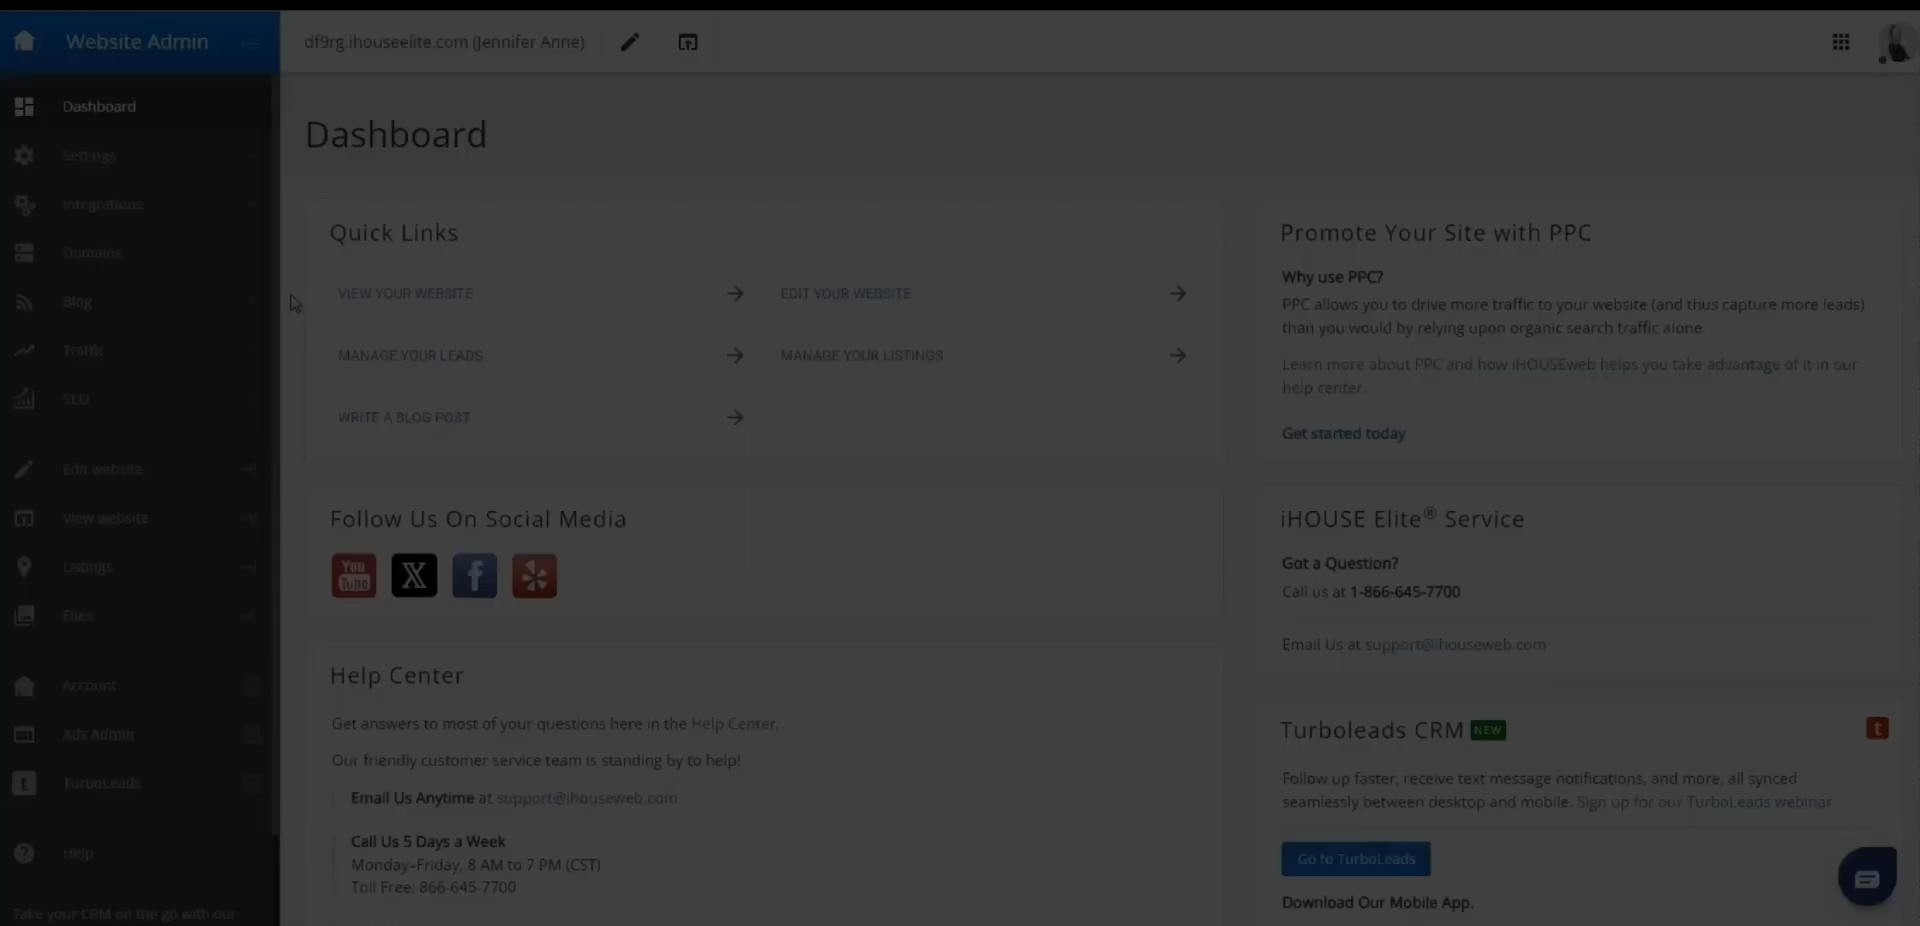 Website Admin
df9rg.ihouseelite.com (Jennifer Anne)
Dashboard
Settings
Integrations
Domains
Blog
Traffic
SEO
Edit website
View website
Listings
Files
Account
Ads Admin
t TurboLeads
Help
Take your CRM on the go with our
Dashboard
Quick Links
VIEW YOUR WEBSITE
EDIT YOUR WEBSITE
MANAGE YOUR LEADS
MANAGE YOUR LISTINGS
WRITE A BLOG POST
Follow Us On Social Media
You
Tube
X
f
Help Center
Get answers to most of your questions here in the Help Center.
Our friendly customer service team is standing by to help!
Email Us Anytime at support@ihouseweb.com
Call Us 5 Days a Week
Monday–Friday, 8 AM to 7 PM (CST)
Toll Free: 866-645-7700
Promote Your Site with PPC
Why use PPC?
PPC allows you to drive more traffic to your website (and thus capture more leads)
than you would by relying upon organic search traffic alone.
Learn more about PPC and how iHOUSEweb helps you take advantage of it in our
help center.
Get started today
iHOUSE Elite® Service
Got a Question?
Call us at 1-866-645-7700
Email Us at support@ihouseweb.com
Turboleads CRM NEW
t
Follow up faster, receive text message notifications, and more, all synced
seamlessly between desktop and mobile. Sign up for our TurboLeads webinar
Go to TurboLeads
Download Our Mobile App.